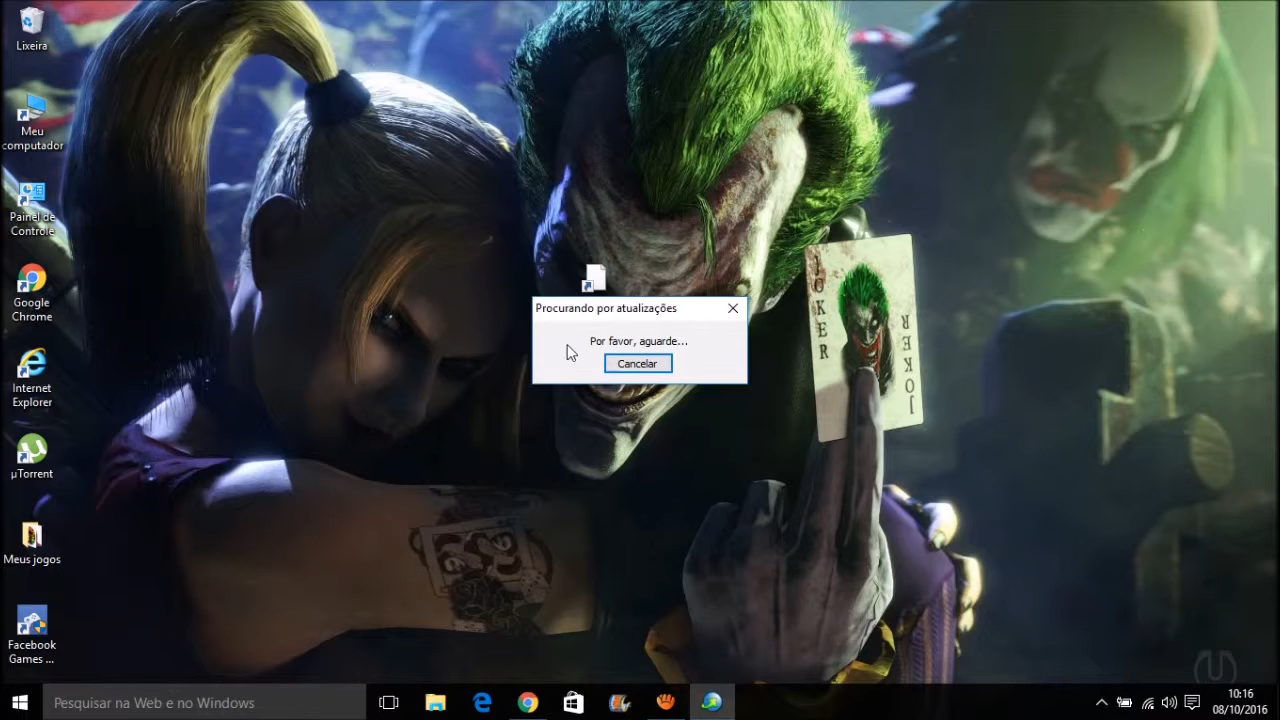 Lixeira
Meu
computador
Painel de
Controle
Google
Chrome
Internet
Explorer
µTorrent
Meus jogos
Facebook
Games ...
Procurando por atualizações
Por favor, aguarde...
Cancelar
JOKER
JOKER
Pesquisar na Web e no Windows
10:16
08/10/2016